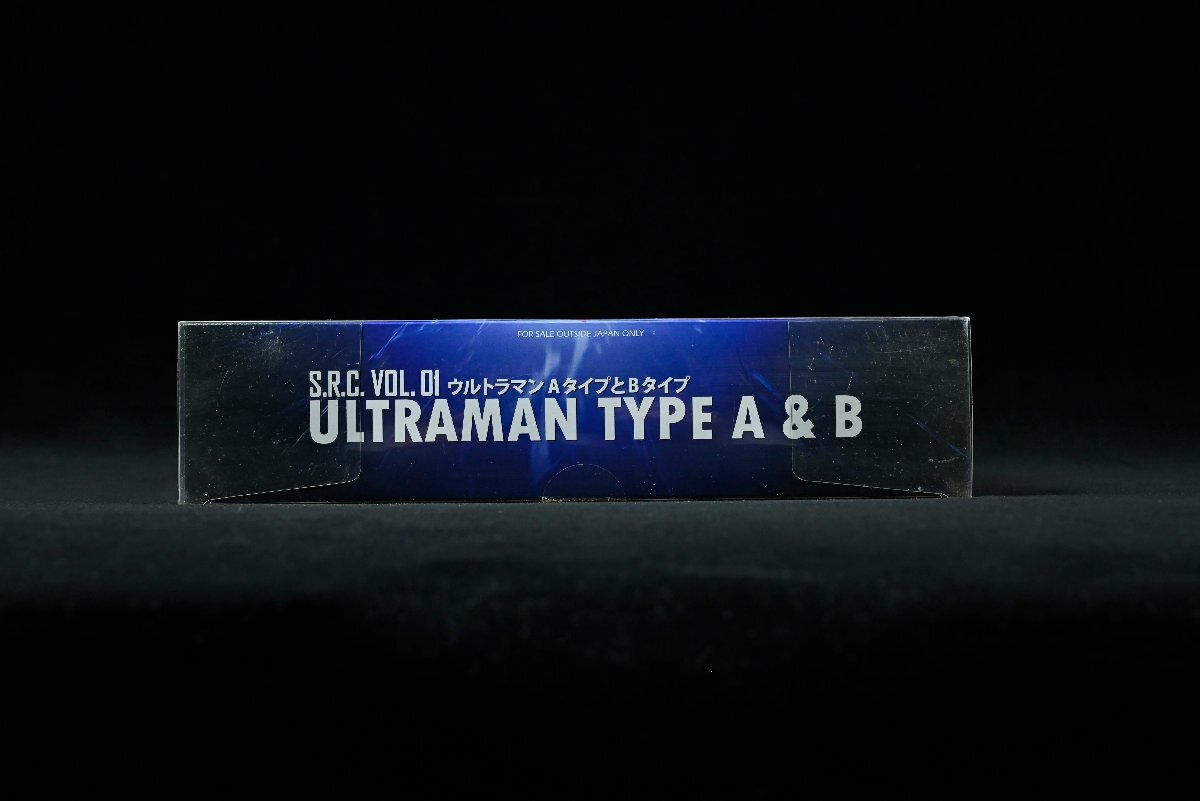 FOR SALE OUTSIDE JAPAN ONLY
S.R.C. VOL. 01 ウルトラマン AタイプとBタイプ
ULTRAMAN TYPE A & B